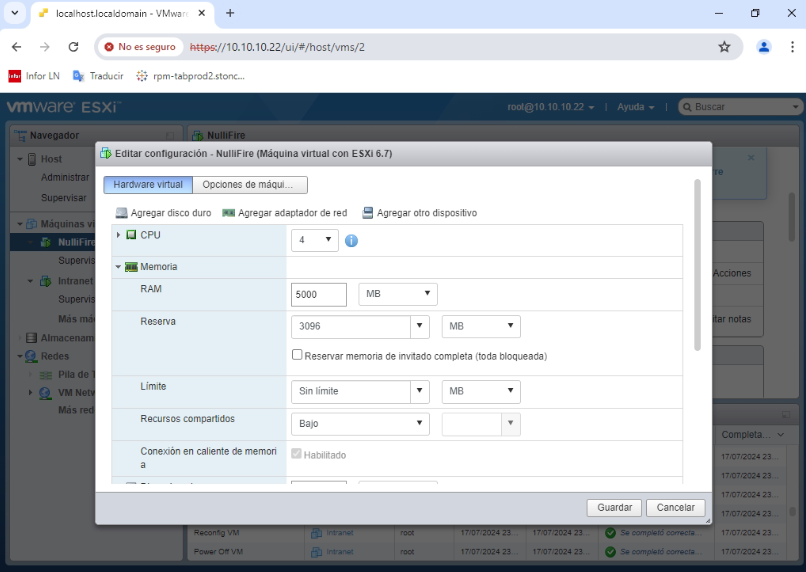 localhost.localdomain - VMware
No es seguro https://10.10.10.22/ui/#/host/vms/2
Infor LN Traducir rpm-tabprod2.stonc...
vmware ESXi™ root@10.10.10.22 Ayuda Buscar
Navegador NulliFire
Host
Administrar
Supervisar
Máquinas vi
NulliFire
Supervis
Intranet
Supervis
Más má
Almacenam
Redes
Pila de T
VM Netw
Más red
re
Acciones
itar notas
Editar configuración - NulliFire (Máquina virtual con ESXi 6.7)
Hardware virtual Opciones de máqui...
Agregar disco duro Agregar adaptador de red Agregar otro dispositivo
CPU 4
Memoria
RAM 5000 MB
Reserva 3096 MB
Reservar memoria de invitado completa (toda bloqueada)
Límite Sin límite MB
Recursos compartidos Bajo
Conexión en caliente de memori
a Habilitado
Guardar Cancelar
Completa...
17/07/2024 23...
17/07/2024 23...
17/07/2024 23...
17/07/2024 23...
Reconfig VM Intranet root 17/07/2024 23... 17/07/2024 23... Se completó correcta... 17/07/2024 23...
Power Off VM Intranet root 17/07/2024 23... 17/07/2024 23... Se completó correcta... 17/07/2024 23...